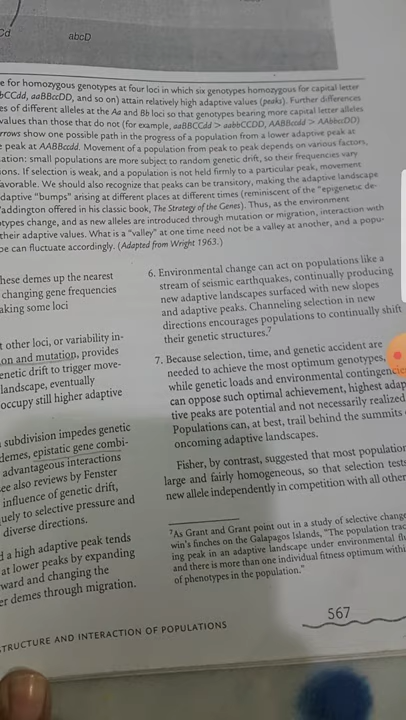 Cd
abcD
e for homozygous genotypes at four loci in which six genotypes homozygous for capital letter
bCCdd, aaBBccDD, and so on) attain relatively high adaptive values (peaks). Further differences
es of different alleles at the Aa and Bb loci so that genotypes bearing more capital letter alleles
values than those that do not (for example, aaBBCCdd > aabbCCDD, AABBccdd > AAbbccDD)
rrows show one possible path in the progress of a population from a lower adaptive peak at
e peak at AABBccdd. Movement of a population from peak to peak depends on various factors,
ation: small populations are more subject to random genetic drift, so their frequencies vary
ions. If selection is weak, and a population is not held firmly to a particular peak, movement
avorable. We should also recognize that peaks can be transitory, making the adaptive landscape
daptive "bumps" arising at different places at different times (reminiscent of the "epigenetic de-
addington offered in his classic book, The Strategy of the Genes). Thus, as the environment
types change, and as new alleles are introduced through mutation or migration, interaction with
their adaptive values. What is a "valley" at one time need not be a valley at another, and a popu-
be can fluctuate accordingly. (Adapted from Wright 1963.)
hese demes up the nearest
changing gene frequencies
aking some loci
t other loci, or variability in-
on and mutation, provides
enetic drift to trigger move-
landscape, eventually
occupy still higher adaptive
subdivision impedes genetic
demes, epistatic gene combi-
advantageous interactions
ee also reviews by Fenster
influence of genetic drift,
uely to selective pressure and
diverse directions.
d a high adaptive peak tends
at lower peaks by expanding
ward and changing the
er demes through migration.
6. Environmental change can act on populations like a
stream of seismic earthquakes, continually producing
new adaptive landscapes surfaced with new slopes
and adaptive peaks. Channeling selection in new
directions encourages populations to continually shift
their genetic structures.⁷
7. Because selection, time, and genetic accident are
needed to achieve the most optimum genotypes,
while genetic loads and environmental contingencie
can oppose such optimal achievement, highest adap
tive peaks are potential and not necessarily realized
Populations can, at best, trail behind the summits
oncoming adaptive landscapes.
Fisher, by contrast, suggested that most population
large and fairly homogeneous, so that selection tests
new allele independently in competition with all other
⁷As Grant and Grant point out in a study of selective change
win's finches on the Galapagos Islands, "The population trac
ing peak in an adaptive landscape under environmental flu
and there is more than one individual fitness optimum withi
of phenotypes in the population."
TRUCTURE AND INTERACTION OF POPULATIONS
567